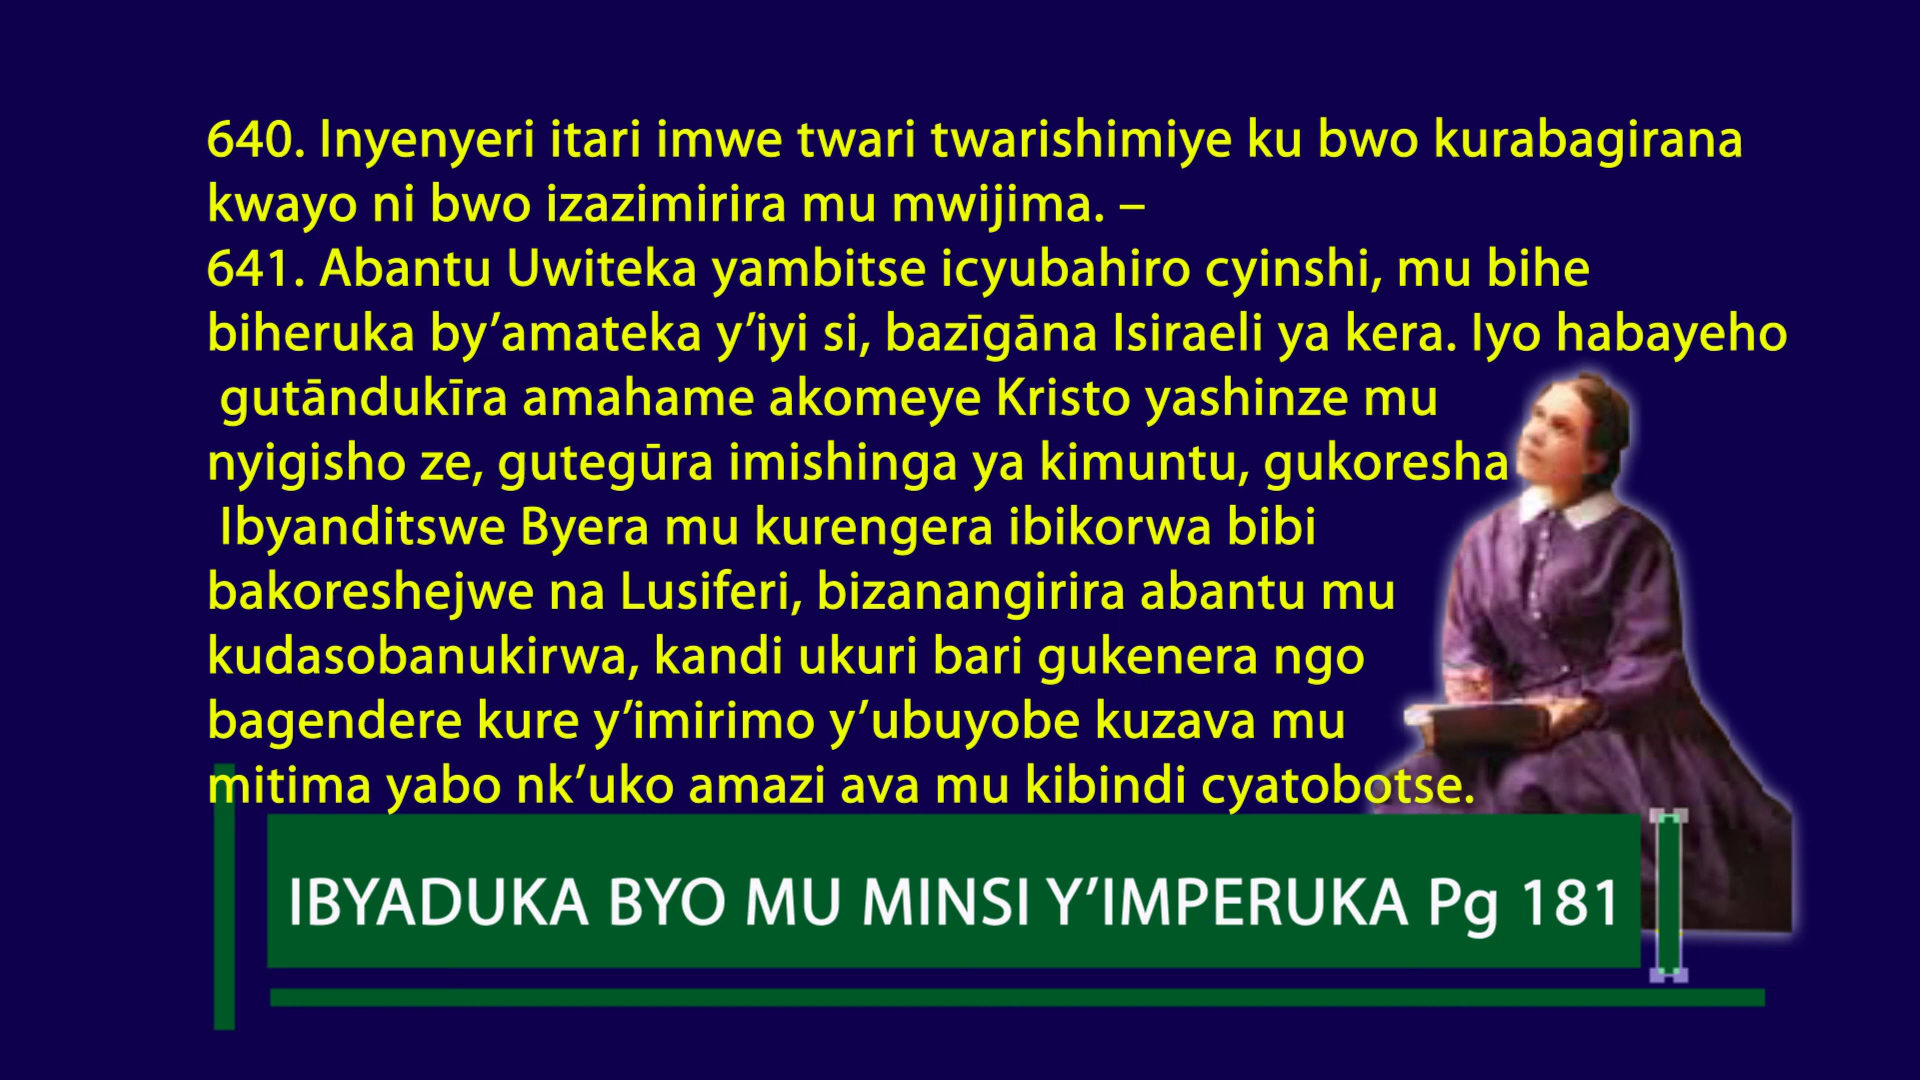 640. Inyenyeri itari imwe twari twarishimiye ku bwo kurabagirana
kwayo ni bwo izazimirira mu mwijima. –
641. Abantu Uwiteka yambitse icyubahiro cyinshi, mu bihe
biheruka by’amateka y’iyi si, bazīgāna Isiraeli ya kera. Iyo habayeho
gutāndukīra amahame akomeye Kristo yashinze mu
nyigisho ze, gutegūra imishinga ya kimuntu, gukoresha
Ibyanditswe Byera mu kurengera ibikorwa bibi
bakoreshejwe na Lusiferi, bizanangirira abantu mu
kudasobanukirwa, kandi ukuri bari gukenera ngo
bagendere kure y’imirimo y’ubuyobe kuzava mu
mitima yabo nk’uko amazi ava mu kibindi cyatobotse.
IBYADUKA BYO MU MINSI Y’IMPERUKA Pg 181